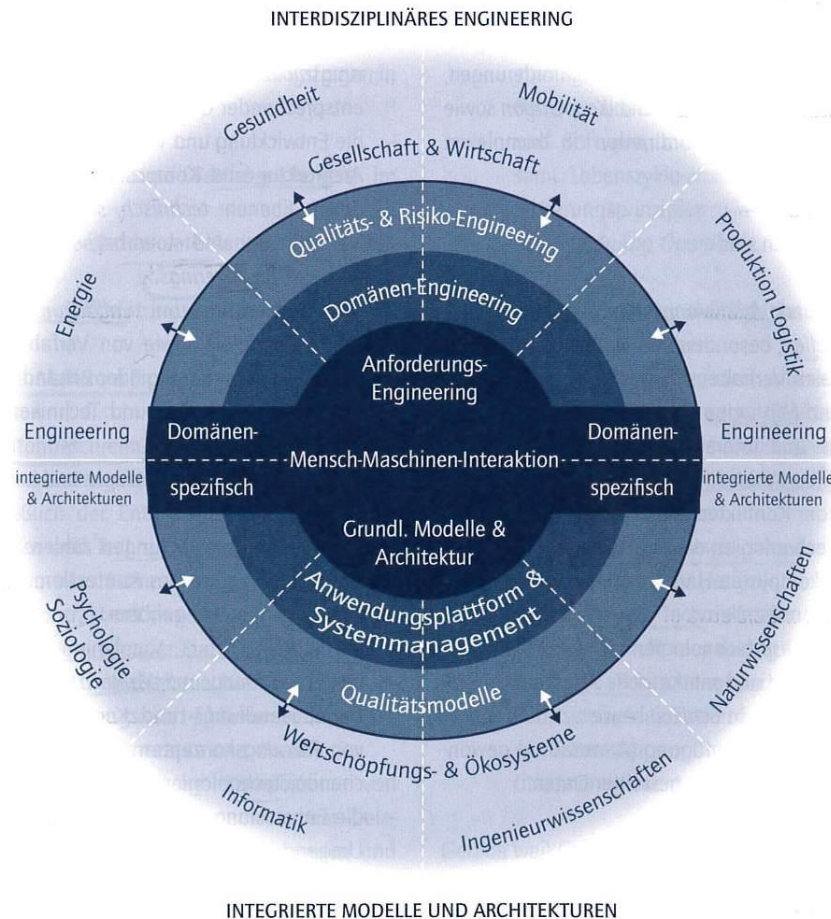 INTERDISZIPLINÄRES ENGINEERING
Gesundheit
Mobilität
Gesellschaft & Wirtschaft
Qualitäts- & Risiko-Engineering
Energie
Domänen-Engineering
Produktion Logistik
Anforderungs-
Engineering
Engineering
Domänen-
Domänen-
Engineering
Mensch-Maschinen-Interaktion
integrierte Modelle
& Architekturen
spezifisch
spezifisch
integrierte Modelle
& Architekturen
Grundl. Modelle &
Architektur
Anwendungsplattform &
Systemmanagement
Psychologie
Soziologie
Naturwissenschaften
Qualitätsmodelle
Wertschöpfungs- & Ökosysteme
Informatik
Ingenieurwissenschaften
INTEGRIERTE MODELLE UND ARCHITEKTUREN